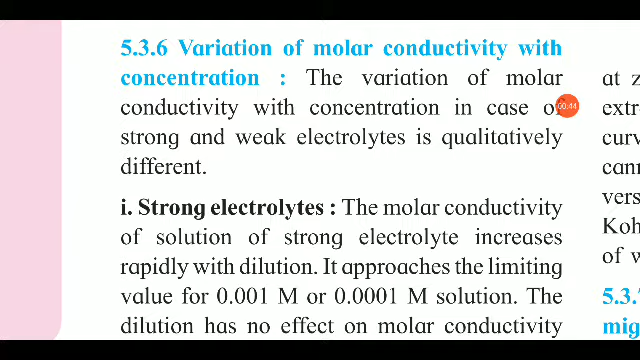 5.3.6 Variation of molar conductivity with
concentration : The variation of molar
conductivity with concentration in case of
strong and weak electrolytes is qualitatively
different.
i. Strong electrolytes : The molar conductivity
of solution of strong electrolyte increases
rapidly with dilution. It approaches the limiting
value for 0.001 M or 0.0001 M solution. The
dilution has no effect on molar conductivity
at
00:44
curv
cann
vers
Koh
of w
5.3.7
mig